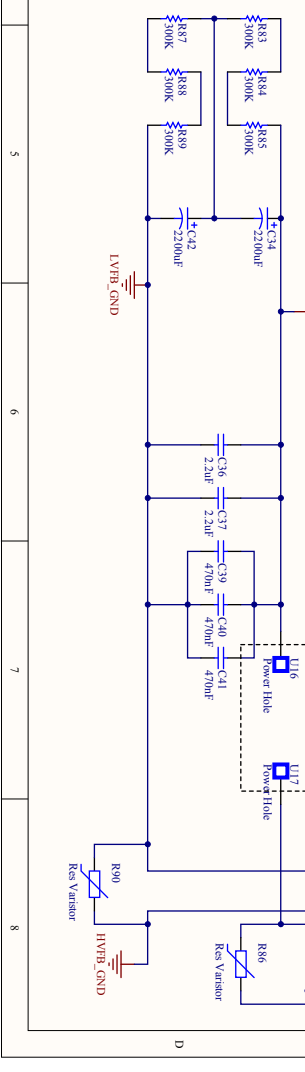 R87
300K
R83
300K
R88
300K
R84
300K
R89
300K
R85
300K
5
+
C42
2200uF
+
C34
2200uF
LVFB_GND
6
C36
2.2uF
C37
2.2uF
C39
470nF
C40
470nF
C41
470nF
7
U16
Power Hole
U17
Power Hole
R90
Res Varistor
HVFB_GND
R86
Res Varistor
8
D